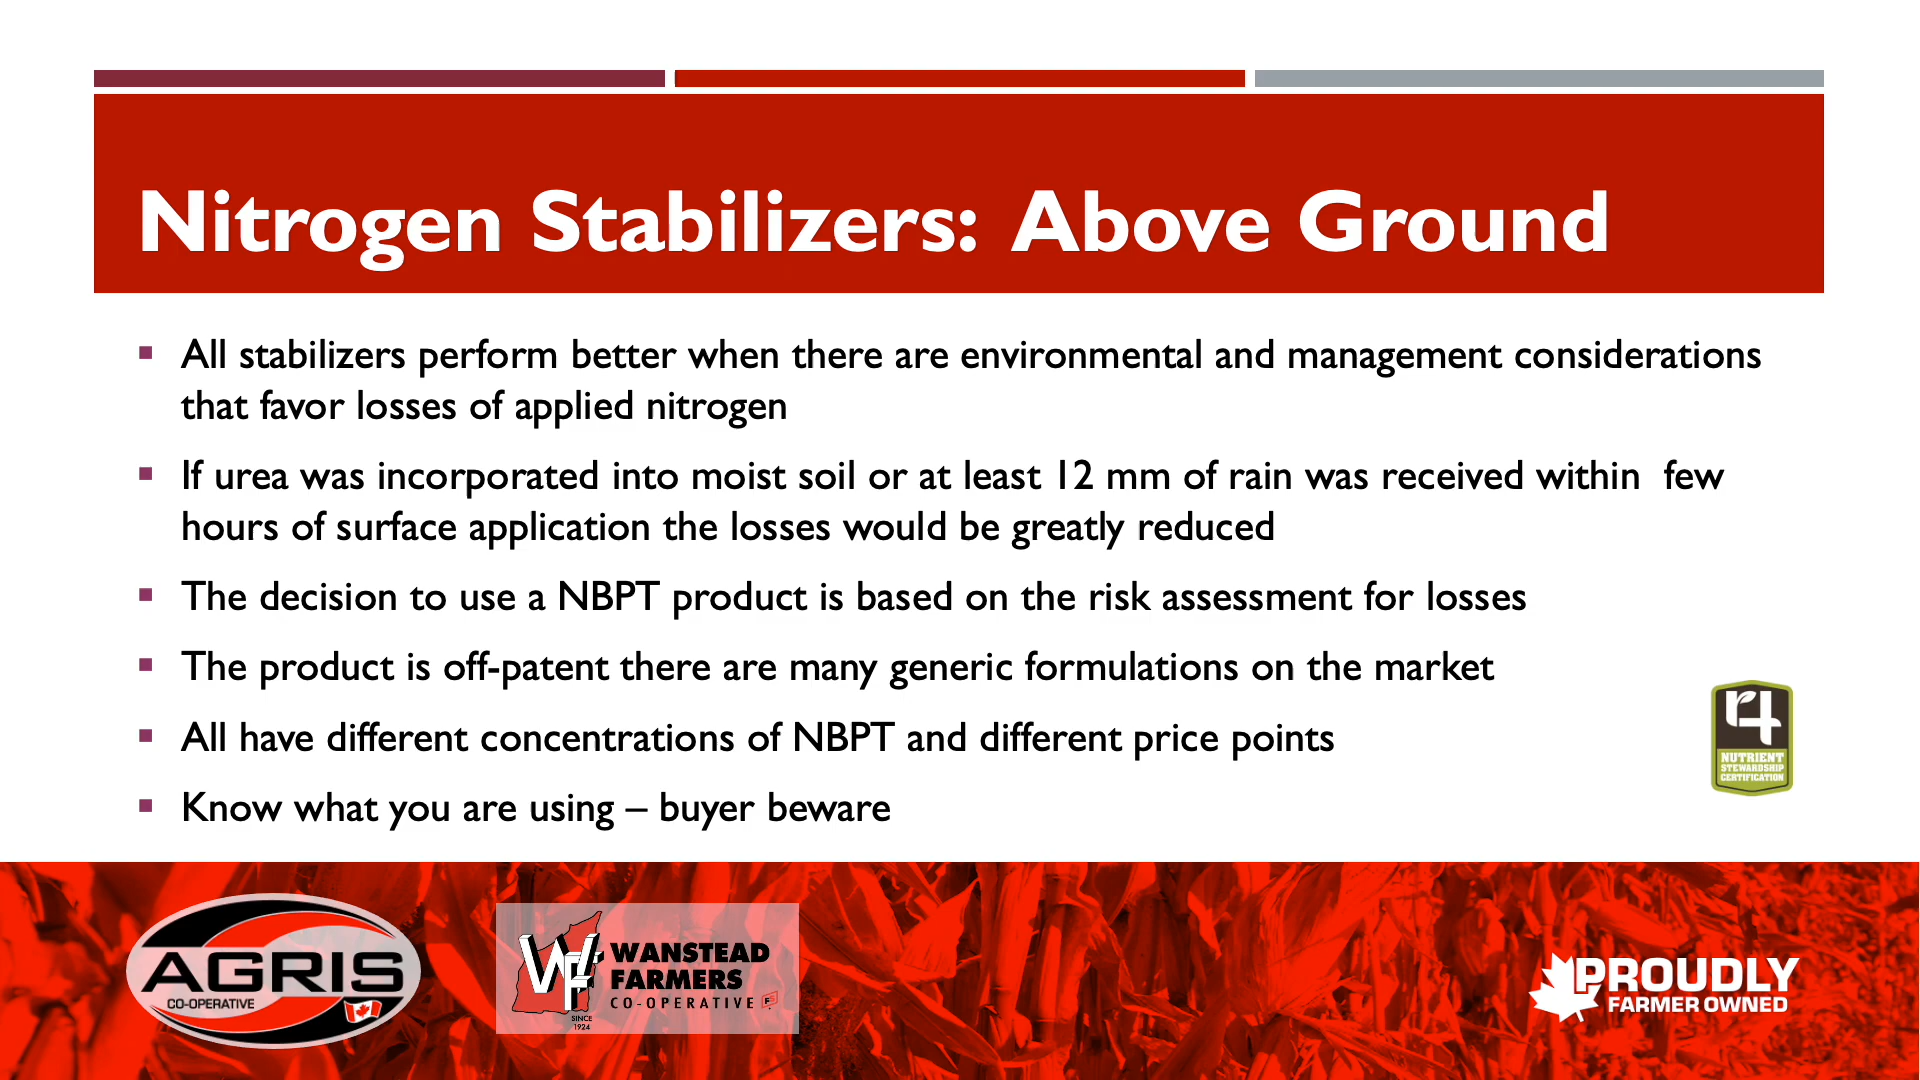 Nitrogen Stabilizers: Above Ground
▪ All stabilizers perform better when there are environmental and management considerations
that favor losses of applied nitrogen
▪ If urea was incorporated into moist soil or at least 12 mm of rain was received within  few
hours of surface application the losses would be greatly reduced
▪ The decision to use a NBPT product is based on the risk assessment for losses
▪ The product is off-patent there are many generic formulations on the market
▪ All have different concentrations of NBPT and different price points
▪ Know what you are using – buyer beware
r4
NUTRIENT
STEWARDSHIP
CERTIFICATION
AGRIS
CO-OPERATIVE
WF
SINCE
1924
WANSTEAD
FARMERS
CO-OPERATIVE FS
PROUDLY
FARMER OWNED